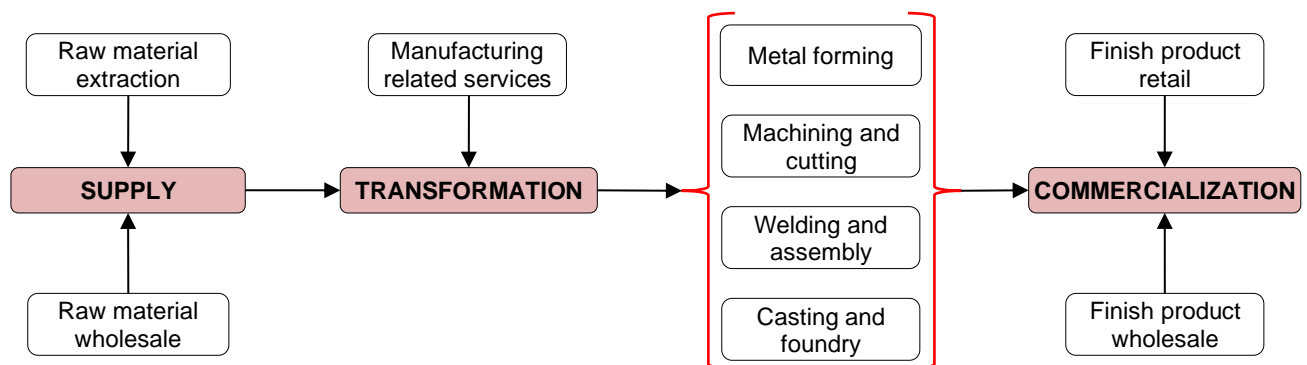 Raw material
extraction
Manufacturing
related services
Metal forming
Finish product
retail
Machining and
cutting
SUPPLY
TRANSFORMATION
COMMERCIALIZATION
Welding and
assembly
Raw material
wholesale
Casting and
foundry
Finish product
wholesale